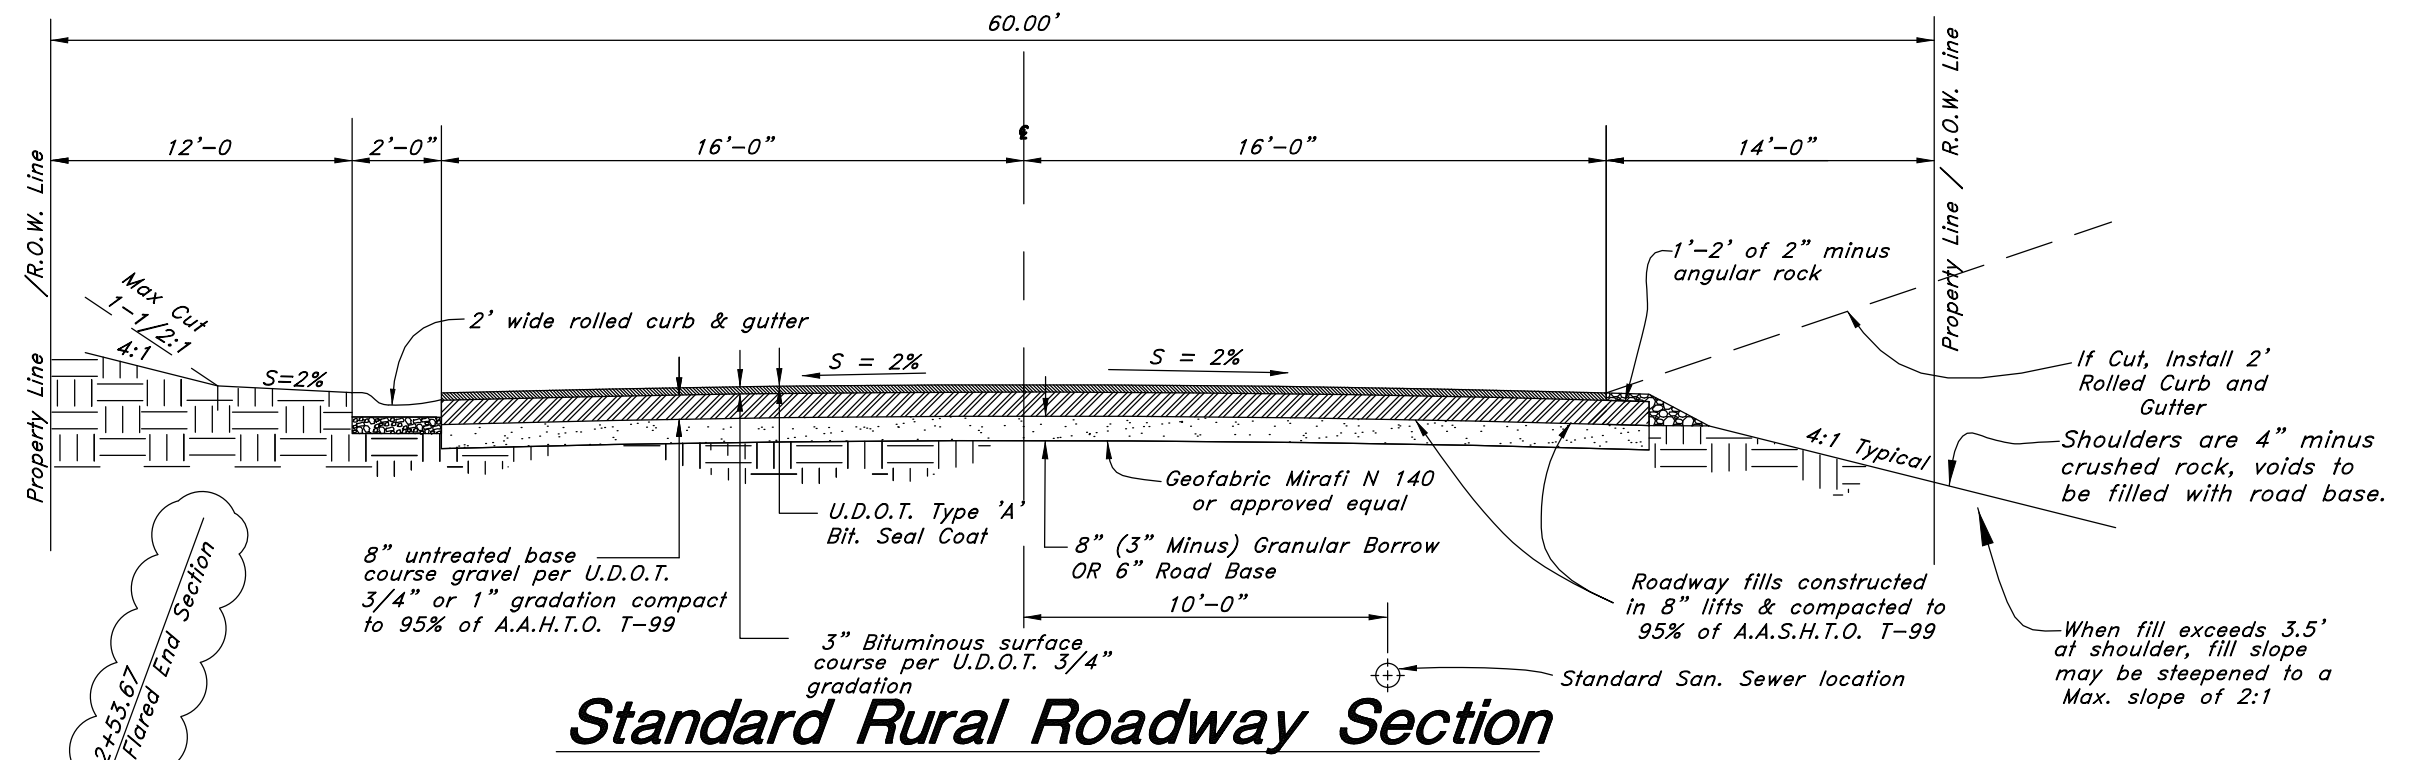 60.00'
12'-0
2'-0"
16'-0"
16'-0"
14'-0"
Property Line /R.O.W. Line
Property Line / R.O.W. Line
Max Cut
1-1/2:1
4:1
S=2%
2' wide rolled curb & gutter
S = 2%
S = 2%
1'-2' of 2" minus
angular rock
If Cut, Install 2'
Rolled Curb and
Gutter
4:1 Typical
Shoulders are 4" minus
crushed rock, voids to
be filled with road base.
Geofabric Mirafi N 140
or approved equal
U.D.O.T. Type 'A'
Bit. Seal Coat
8" untreated base
course gravel per U.D.O.T.
3/4" or 1" gradation compact
to 95% of A.A.H.T.O. T-99
8" (3" Minus) Granular Borrow
OR 6" Road Base
10'-0"
Roadway fills constructed
in 8" lifts & compacted to
95% of A.A.S.H.T.O. T-99
3" Bituminous surface
course per U.D.O.T. 3/4"
gradation
When fill exceeds 3.5'
at shoulder, fill slope
may be steepened to a
Max. slope of 2:1
Standard San. Sewer location
2+53.67
Flared End Section
Standard Rural Roadway Section